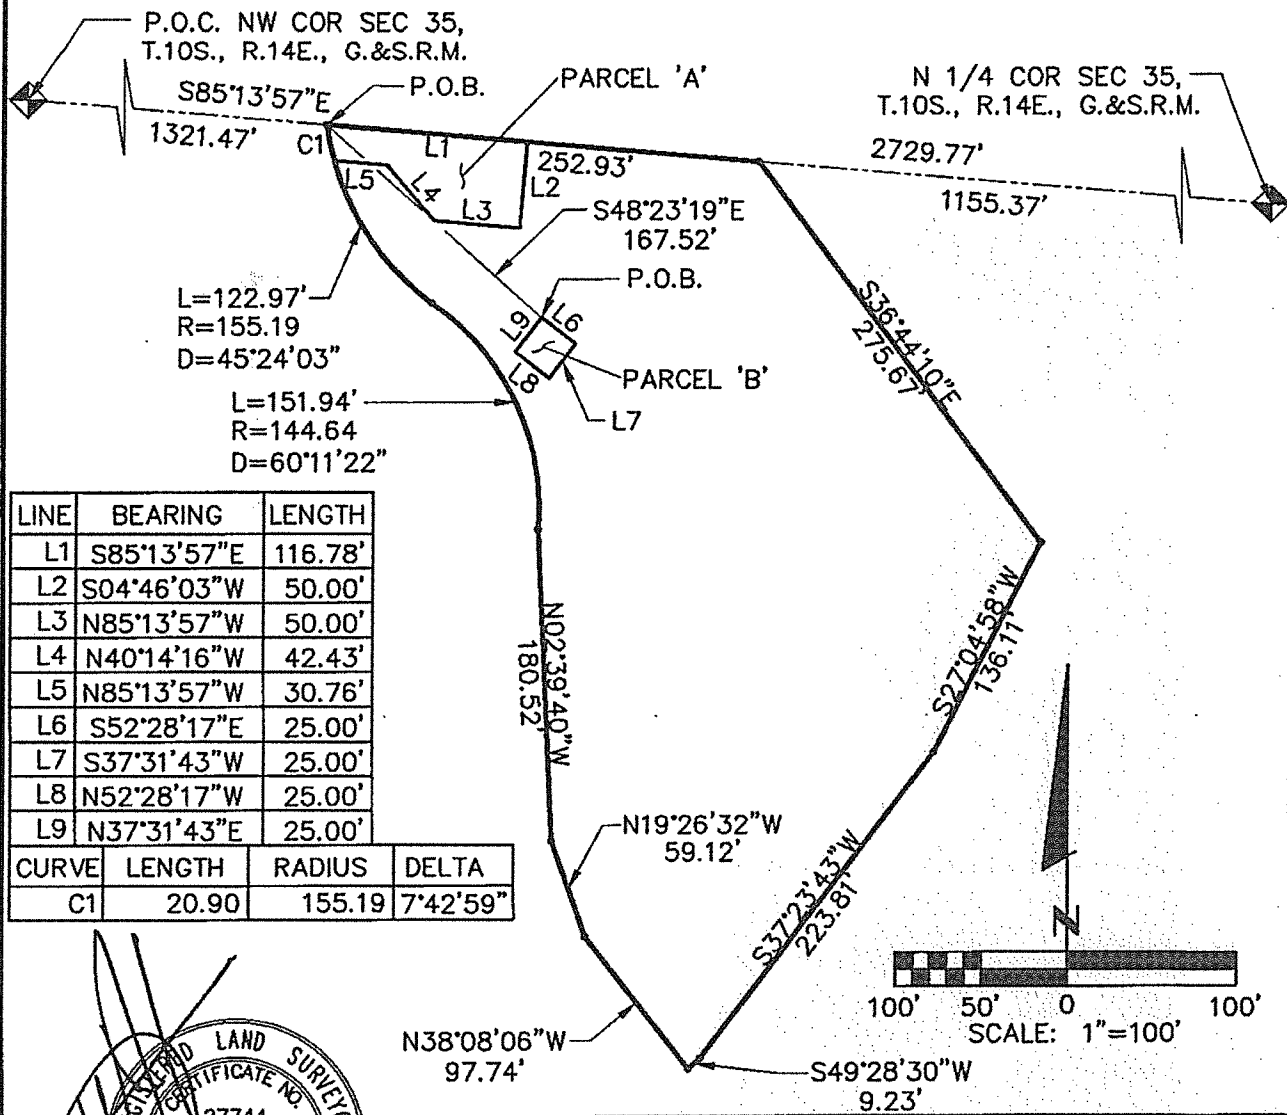 P.O.C. NW COR SEC 35,
T.10S., R.14E., G.&S.R.M.
S85°13'57"E
1321.47'
P.O.B.
PARCEL 'A'
N 1/4 COR SEC 35,
T.10S., R.14E., G.&S.R.M.
2729.77'
1155.37'
C1
L1
252.93'
L2
L5
L4
L3
S48°23'19"E
167.52'
P.O.B.
L=122.97'
R=155.19
D=45°24'03"
L9
L6
L8
PARCEL 'B'
L7
S36°44'10"E
275.67'
L=151.94'
R=144.64
D=60°11'22"
LINE BEARING LENGTH
L1 S85°13'57"E 116.78'
L2 S04°46'03"W 50.00'
L3 N85°13'57"W 50.00'
L4 N40°14'16"W 42.43'
L5 N85°13'57"W 30.76'
L6 S52°28'17"E 25.00'
L7 S37°31'43"W 25.00'
L8 N52°28'17"W 25.00'
L9 N37°31'43"E 25.00'
CURVE LENGTH RADIUS DELTA
C1 20.90 155.19 7°42'59"
N02°39'40"W
180.52'
S27°04'58"W
136.11'
N19°26'32"W
59.12'
S37°23'43"W
223.81'
N38°08'06"W
97.74'
S49°28'30"W
9.23'
N
100' 50' 0 100'
SCALE: 1"=100'
LAND
CERTIFICATE NO.